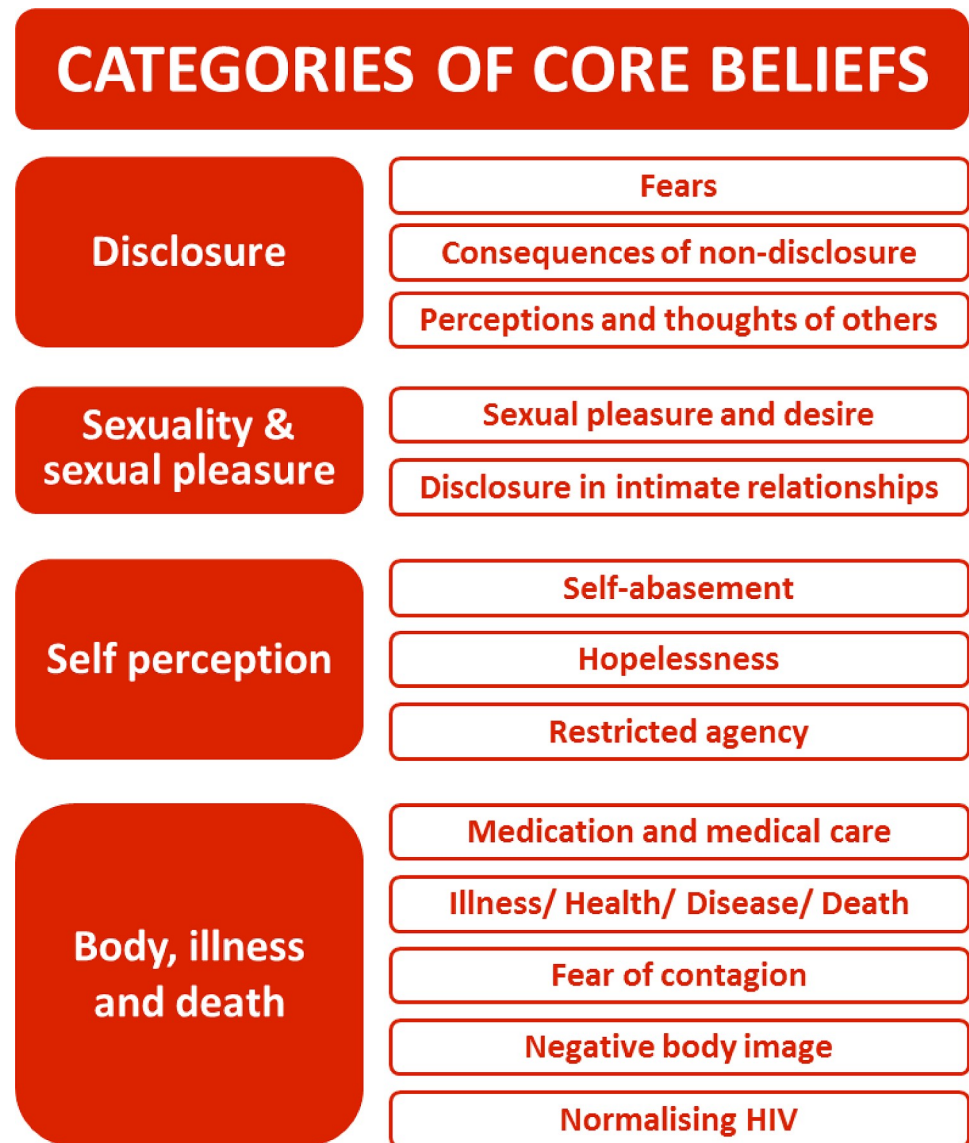 CATEGORIES OF CORE BELIEFS
Disclosure
Fears
Consequences of non-disclosure
Perceptions and thoughts of others
Sexuality &
sexual pleasure
Sexual pleasure and desire
Disclosure in intimate relationships
Self perception
Self-abasement
Hopelessness
Restricted agency
Body, illness
and death
Medication and medical care
Illness/ Health/ Disease/ Death
Fear of contagion
Negative body image
Normalising HIV